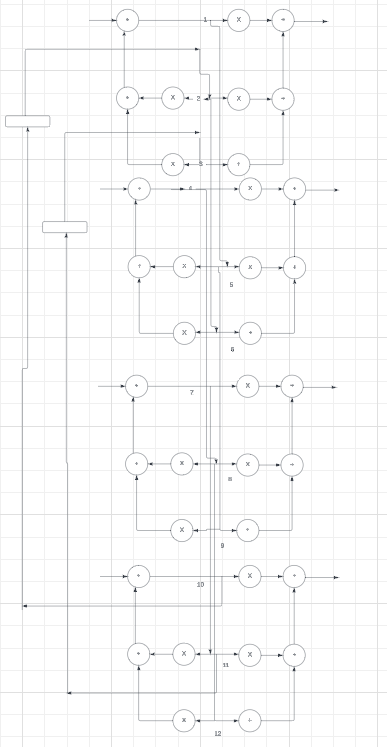 + 1 X +
+ X 2 X +
X 3 +
+ 4 X +
+ X X +
5
X +
6
+ X +
7
+ X X +
8
X +
9
+ X +
10
+ X X +
11
X +
12